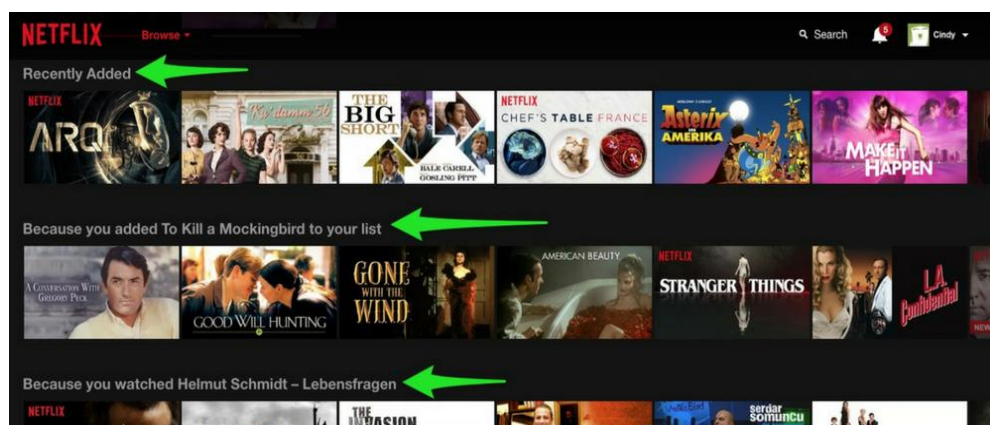 NETFLIX
Browse
Search
5
Cindy
Recently Added
NETFLIX
ARQ
Ku'damm 56
THE
BIG
SHORT
BALE CARELL
GOSLING PITT
NETFLIX
CHEF'S TABLE FRANCE
Asterix
IN
AMERIKA
MAKE IT
HAPPEN
Because you added To Kill a Mockingbird to your list
A CONVERSATION WITH
GREGORY PECK
GOOD WILL HUNTING
GONE
WITH THE
WIND
AMERICAN BEAUTY
NETFLIX
STRANGER THINGS
L.A.
Confidential
NEW
Because you watched Helmut Schmidt – Lebensfragen
NETFLIX
THE
INVASION
serdar
somuncu